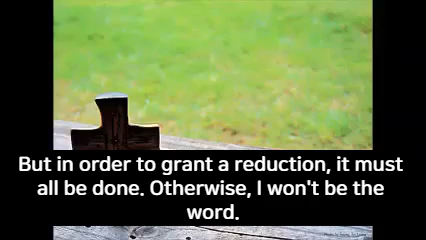 But in order to grant a reduction, it must
all be done. Otherwise, I won't be the
word.